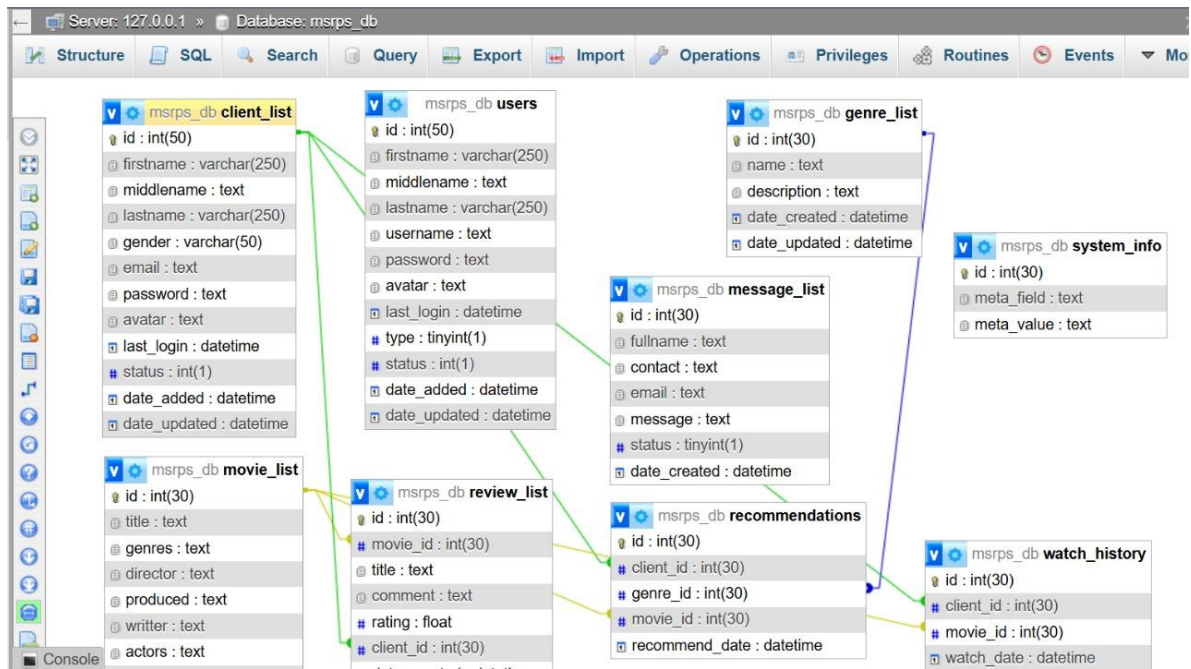 Server: 127.0.0.1 » Database: msrps_db
Structure SQL Search Query Export Import Operations Privileges Routines Events Mo
msrps_db client_list
id : int(50)
firstname : varchar(250)
middlename : text
lastname : varchar(250)
gender : varchar(50)
email : text
password : text
avatar : text
last_login : datetime
status : int(1)
date_added : datetime
date_updated : datetime
msrps_db users
id : int(50)
firstname : varchar(250)
middlename : text
lastname : varchar(250)
username : text
password : text
avatar : text
last_login : datetime
type : tinyint(1)
status : int(1)
date_added : datetime
date_updated : datetime
msrps_db genre_list
id : int(30)
name : text
description : text
date_created : datetime
date_updated : datetime
msrps_db system_info
id : int(30)
meta_field : text
meta_value : text
msrps_db message_list
id : int(30)
fullname : text
contact : text
email : text
message : text
status : tinyint(1)
date_created : datetime
msrps_db movie_list
id : int(30)
title : text
genres : text
director : text
produced : text
writter : text
actors : text
msrps_db review_list
id : int(30)
movie_id : int(30)
title : text
comment : text
rating : float
client_id : int(30)
msrps_db recommendations
id : int(30)
client_id : int(30)
genre_id : int(30)
movie_id : int(30)
recommend_date : datetime
msrps_db watch_history
id : int(30)
client_id : int(30)
movie_id : int(30)
watch_date : datetime
Console